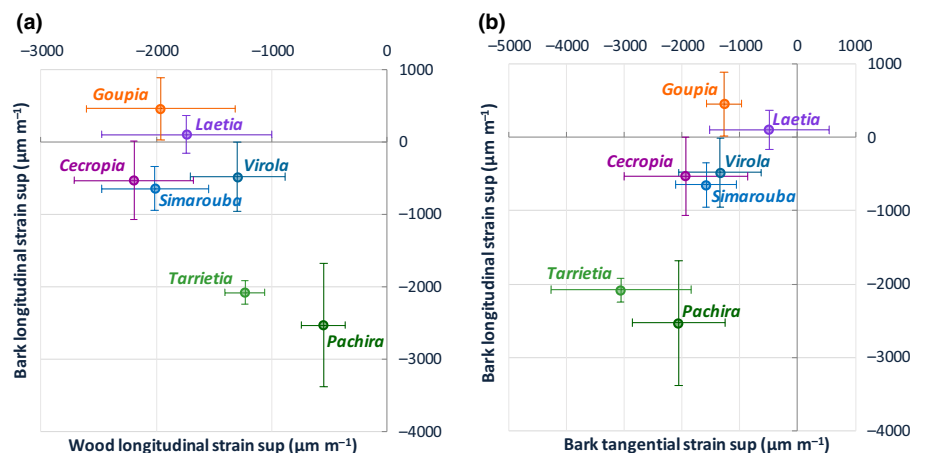 (a)
−3000 −2000 −1000 0
1000
0
−1000
−2000
−3000
−4000
Bark longitudinal strain sup (µm m⁻¹)
Goupia
Laetia
Cecropia
Virola
Simarouba
Tarrietia
Pachira
Wood longitudinal strain sup (µm m⁻¹)
(b)
−5000 −4000 −3000 −2000 −1000 0 1000
1000
0
−1000
−2000
−3000
−4000
Bark longitudinal strain sup (µm m⁻¹)
Goupia
Laetia
Cecropia
Virola
Simarouba
Tarrietia
Pachira
Bark tangential strain sup (µm m⁻¹)